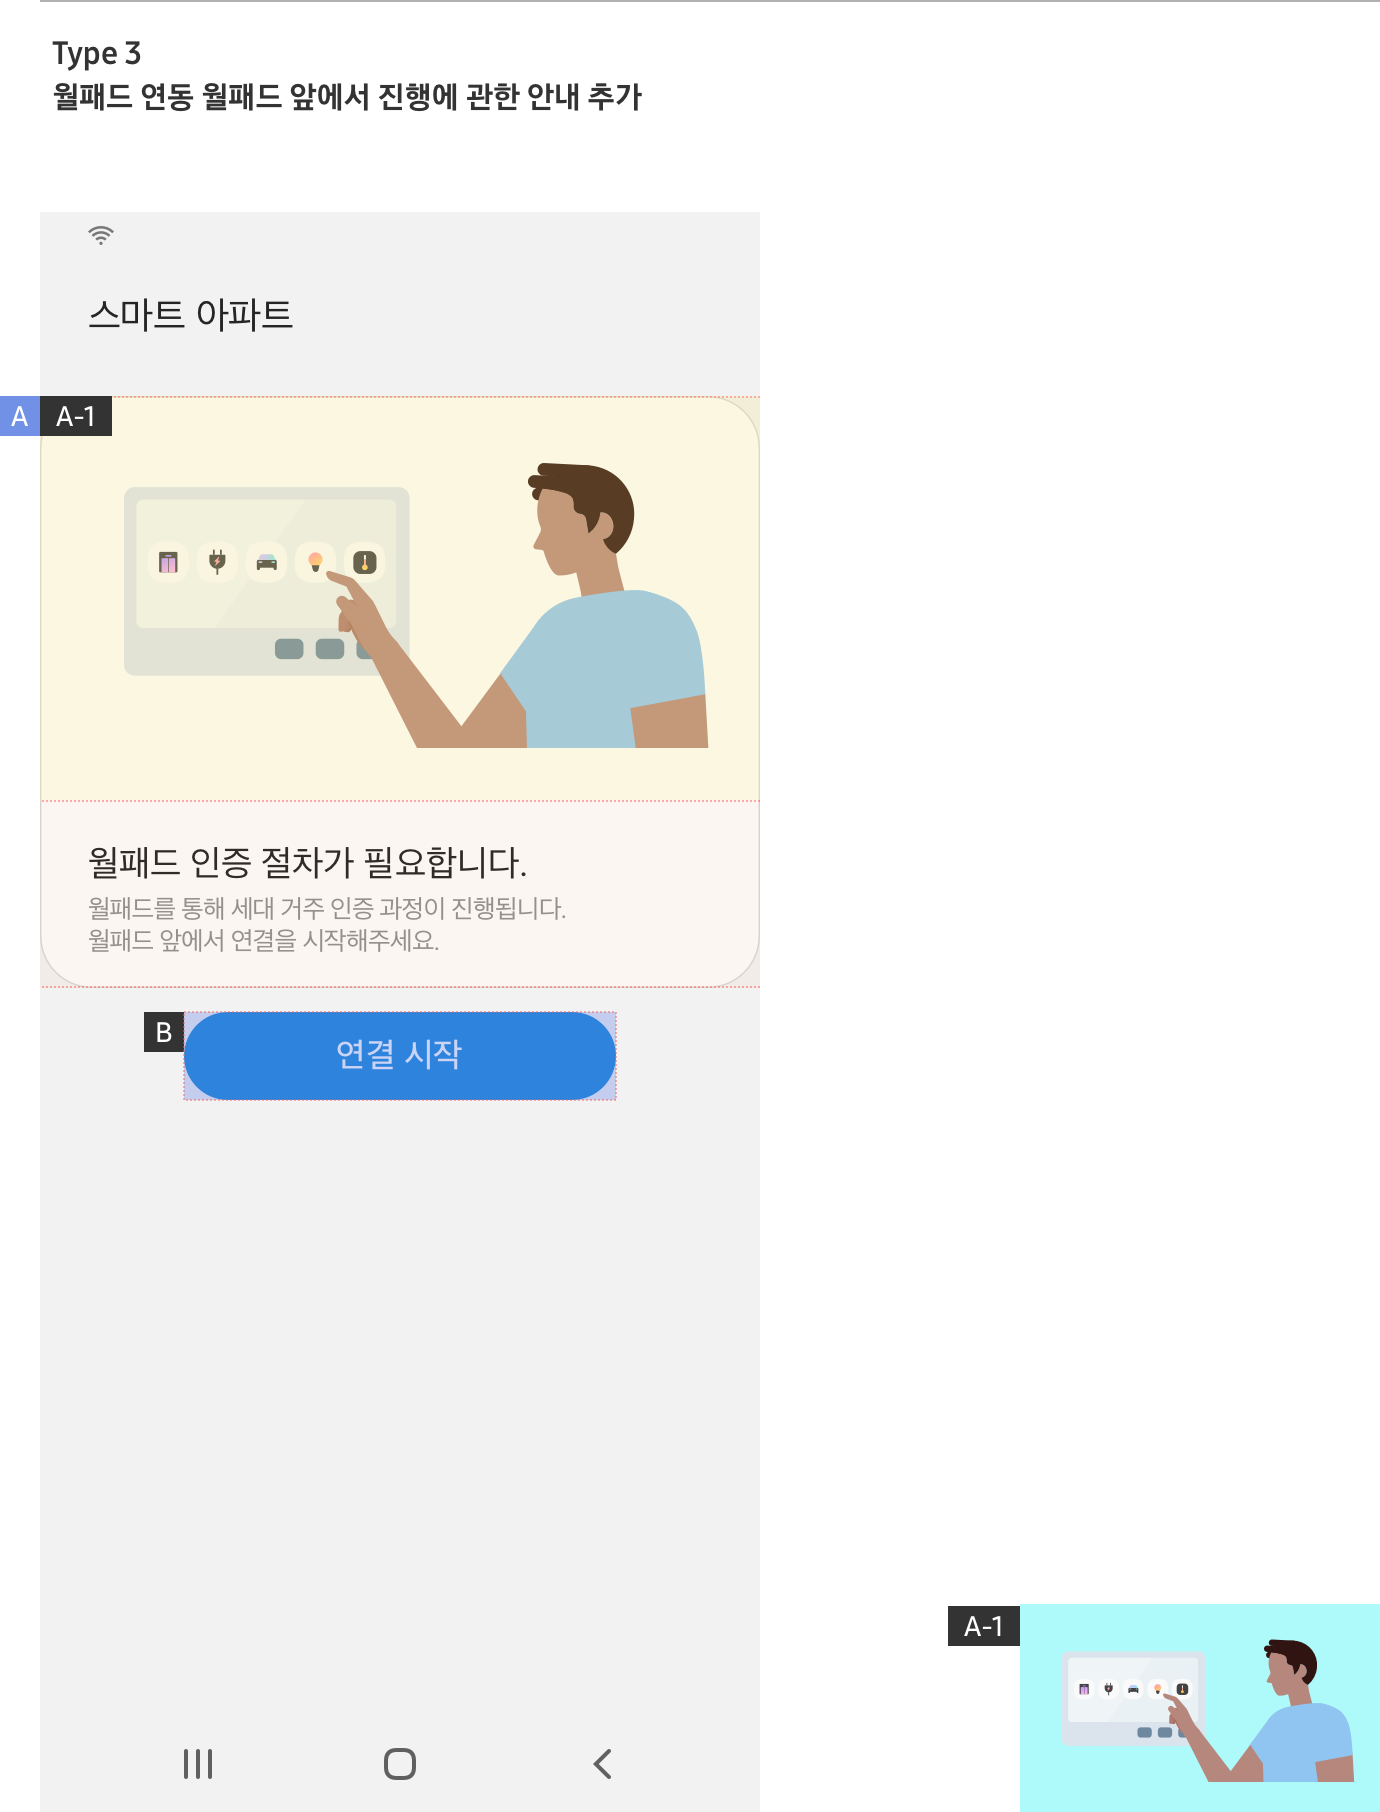 Type 3
월패드 연동 월패드 앞에서 진행에 관한 안내 추가
스마트 아파트
A
A-1
월패드 인증 절차가 필요합니다.
월패드를 통해 세대 거주 인증 과정이 진행됩니다.
월패드 앞에서 연결을 시작해주세요.
B
연결 시작
A-1